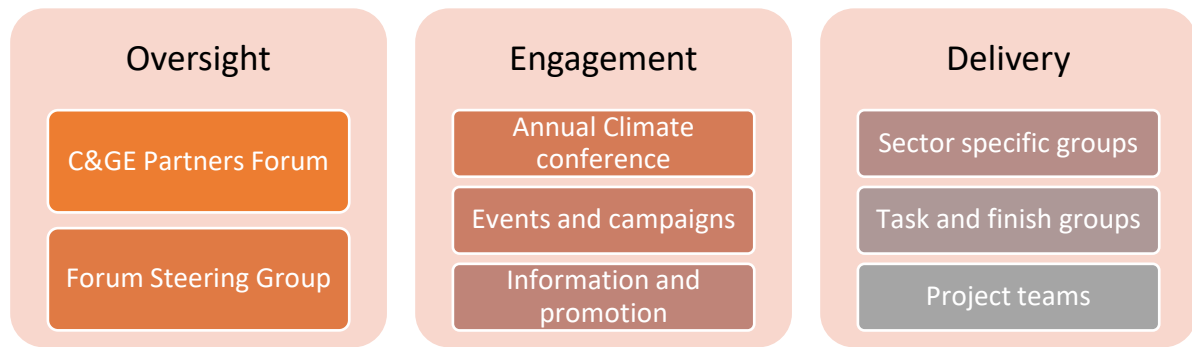 Oversight
C&GE Partners Forum
Forum Steering Group
Engagement
Annual Climate
conference
Events and campaigns
Information and
promotion
Delivery
Sector specific groups
Task and finish groups
Project teams